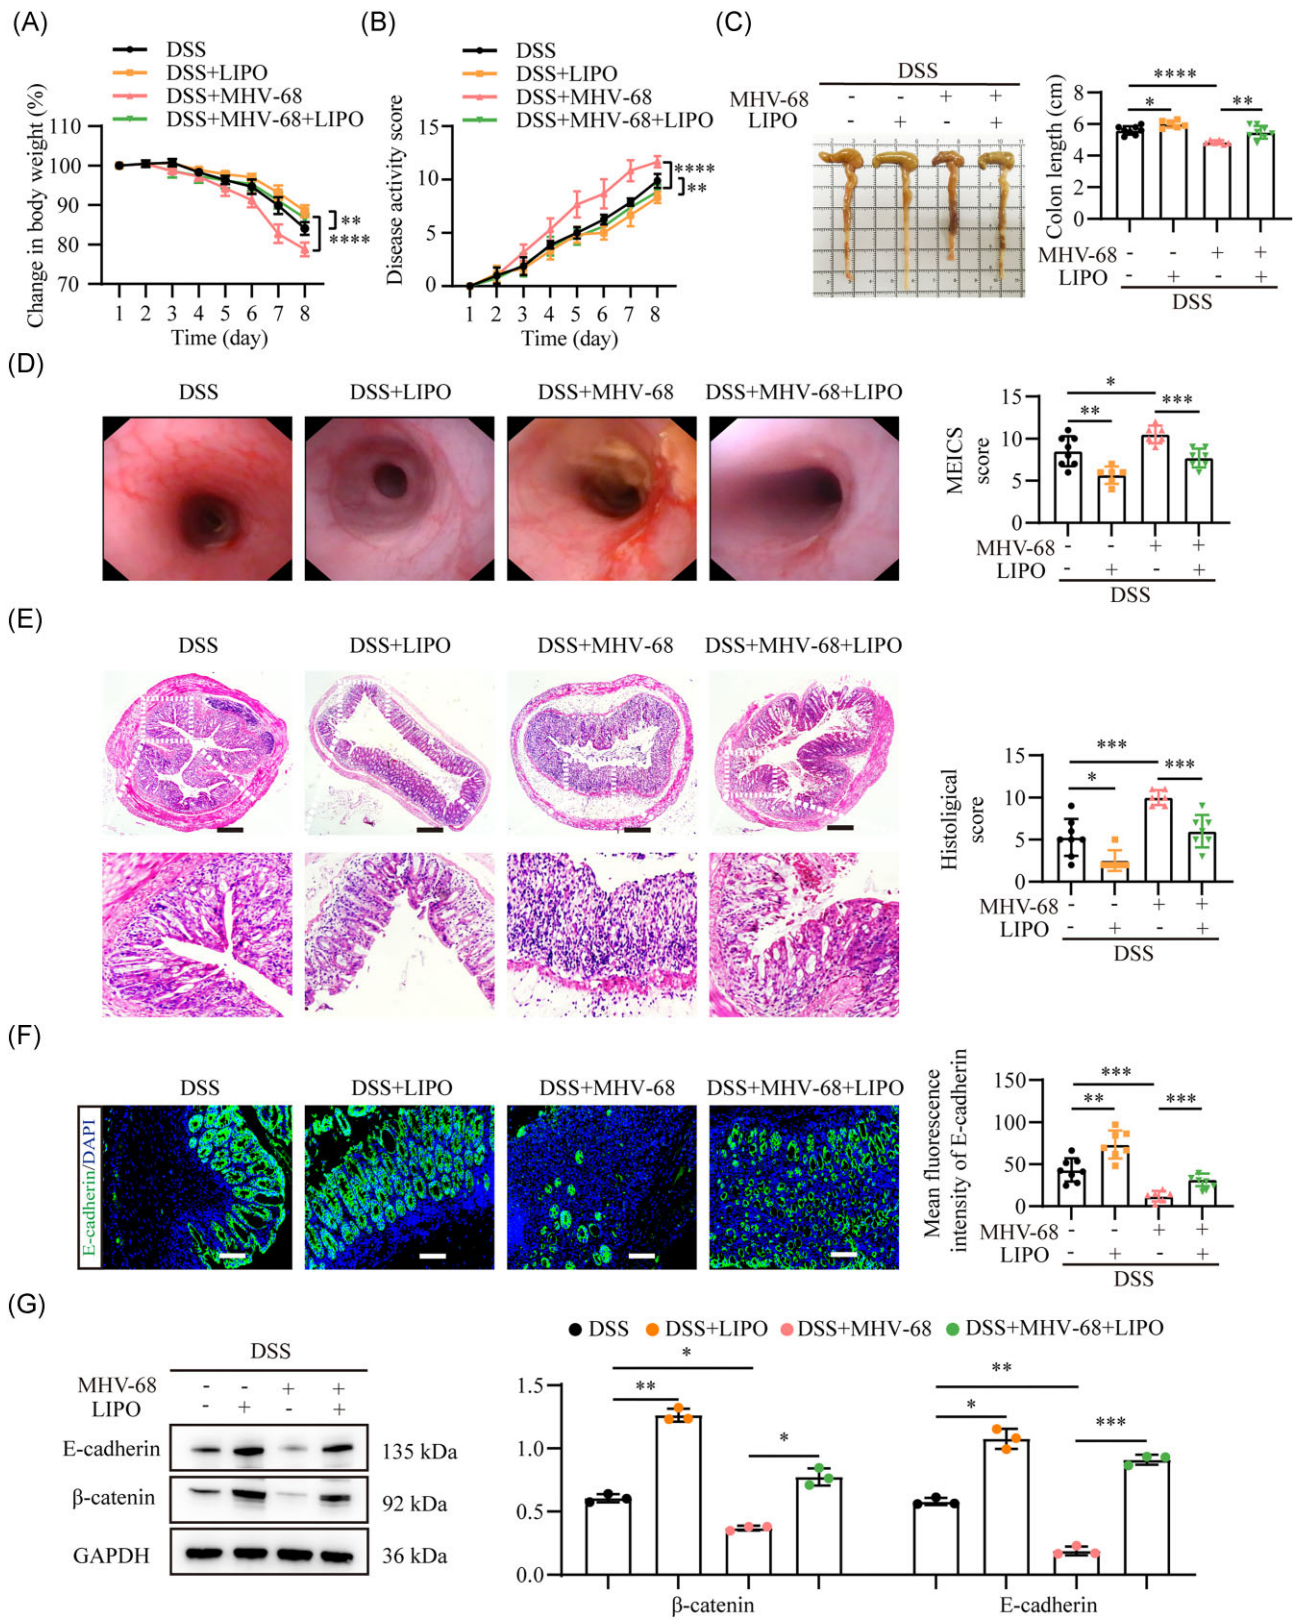 (A)
DSS
DSS+LIPO
DSS+MHV-68
DSS+MHV-68+LIPO
Change in body weight (%)
110
100
90
80
70
**
****
1 2 3 4 5 6 7 8
Time (day)
(B)
DSS
DSS+LIPO
DSS+MHV-68
DSS+MHV-68+LIPO
Disease activity score
15
10
5
0
****
**
1 2 3 4 5 6 7 8
Time (day)
(C)
DSS
MHV-68 - - + +
LIPO - + - +
Colon length (cm)
8
6
4
2
0
****
* **
MHV-68 - - + +
LIPO - + - +
DSS
(D)
DSS DSS+LIPO DSS+MHV-68 DSS+MHV-68+LIPO
MEICS
score
15
10
5
0
*
** ***
MHV-68 - - + +
LIPO - + - +
DSS
(E)
DSS DSS+LIPO DSS+MHV-68 DSS+MHV-68+LIPO
Histoligical
score
15
10
5
0
***
* ***
MHV-68 - - + +
LIPO - + - +
DSS
(F)
DSS DSS+LIPO DSS+MHV-68 DSS+MHV-68+LIPO
E-cadherin/DAPI
Mean fluorescence
intensity of E-cadherin
150
100
50
0
***
** ***
MHV-68 - - + +
LIPO - + - +
DSS
(G)
DSS
MHV-68 - - + +
LIPO - + - +
E-cadherin 135 kDa
β-catenin 92 kDa
GAPDH 36 kDa
DSS DSS+LIPO DSS+MHV-68 DSS+MHV-68+LIPO
1.5
1.0
0.5
0.0
*
**
*
**
*
***
β-catenin E-cadherin